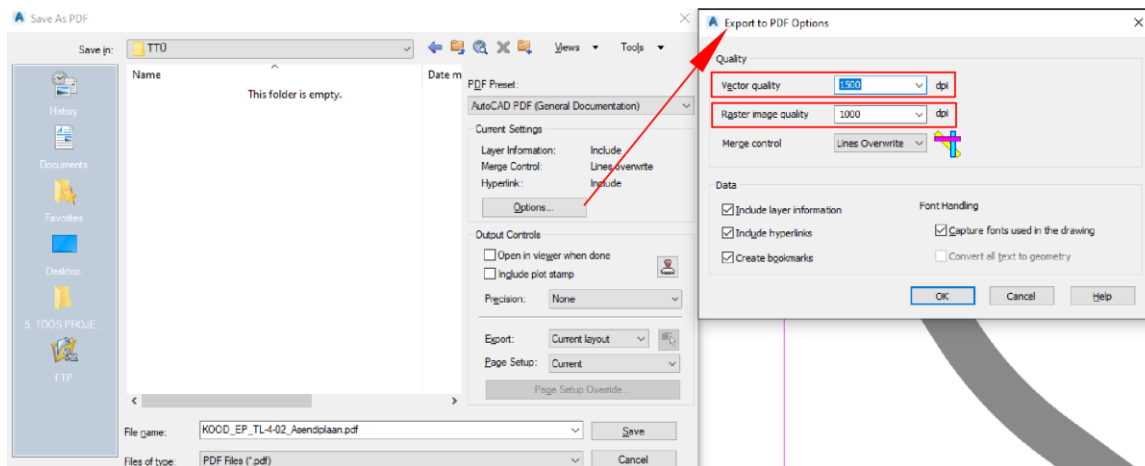 Save As PDF
Save in:
TTÜ
Views
Tools
History
Documents
Favorites
Desktop
5. TÖÖS PROJE...
FTP
Name
Date m
This folder is empty.
PDF Preset:
AutoCAD PDF (General Documentation)
Current Settings
Layer Information: Include
Merge Control: Lines overwrite
Hyperlink: Include
Options...
Output Controls
Open in viewer when done
Include plot stamp
Precision: None
Export: Current layout
Page Setup: Current
Page Setup Override...
File name: KOOD_EP_TL-4-02_Asendiplaan.pdf
Save
Files of type: PDF Files (*.pdf)
Cancel
Export to PDF Options
Quality
Vector quality 1500 dpi
Raster image quality 1000 dpi
Merge control Lines Overwrite
Data
Include layer information
Include hyperlinks
Create bookmarks
Font Handling
Capture fonts used in the drawing
Convert all text to geometry
OK
Cancel
Help